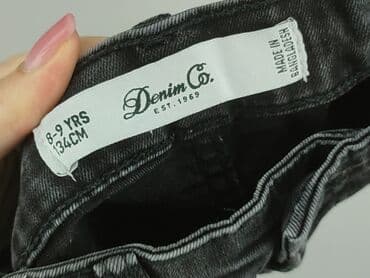 8-9 YRS
134CM
Denim Co.
EST. 1969
MADE IN
BANGLADESH